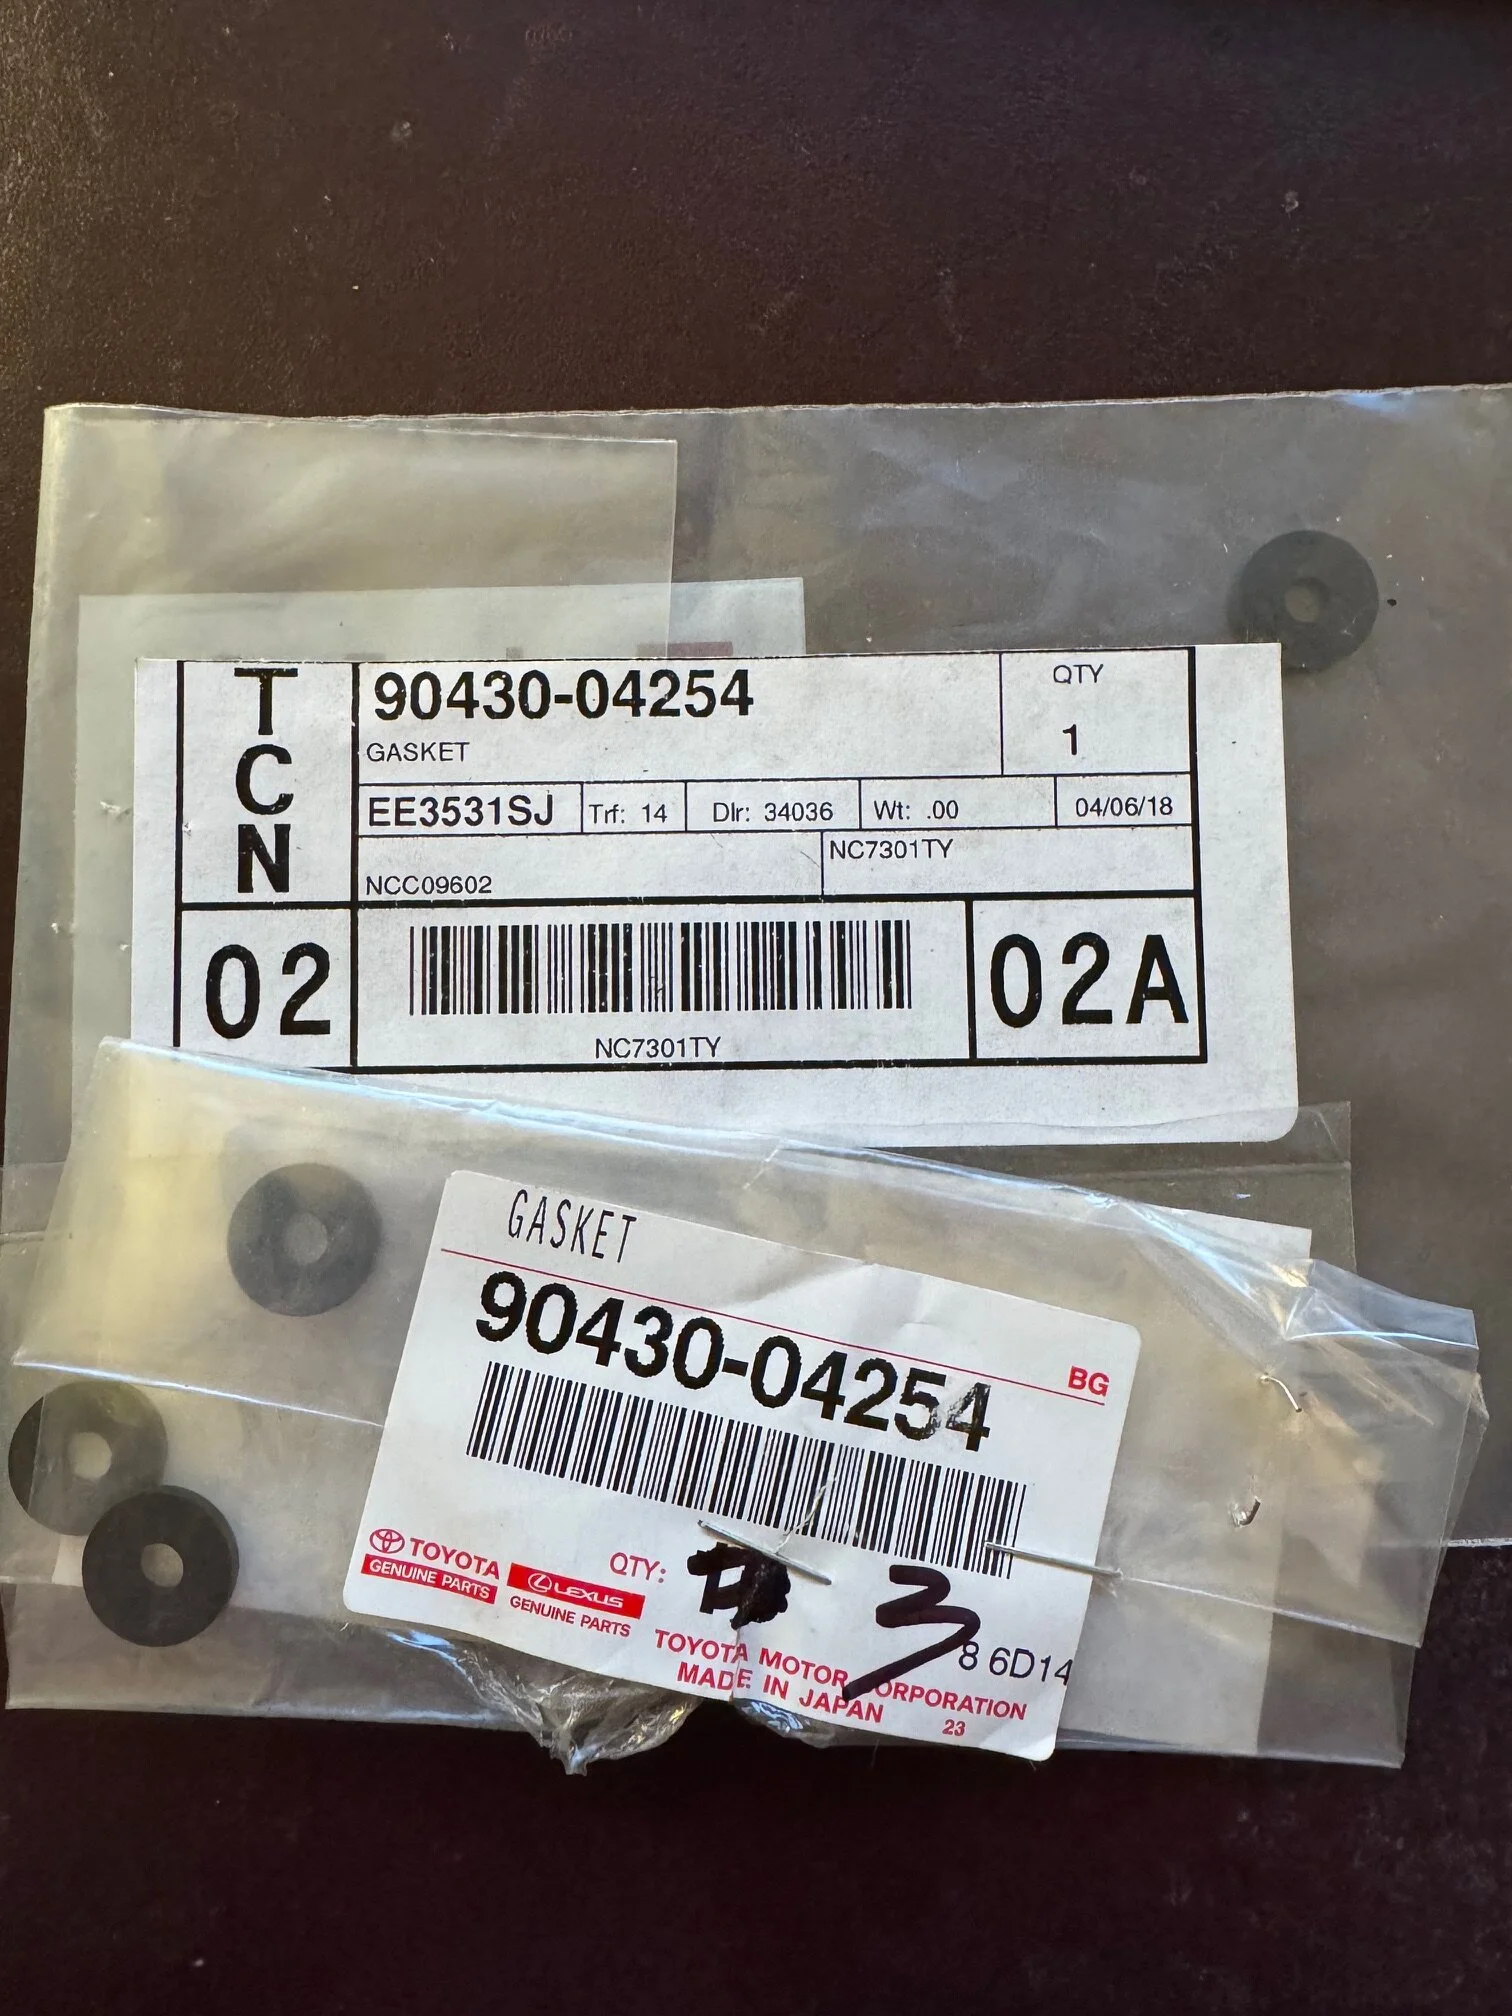 TCN
90430-04254
GASKET
QTY
1
EE3531SJ
Trf: 14
Dlr: 34036
Wt: .00
04/06/18
NCC09602
NC7301TY
02
NC7301TY
02A
GASKET
BG
90430-04254
TOYOTA
GENUINE PARTS
LEXUS
GENUINE PARTS
QTY:
3
8 6D14
TOYOTA MOTOR CORPORATION
MADE IN JAPAN
23